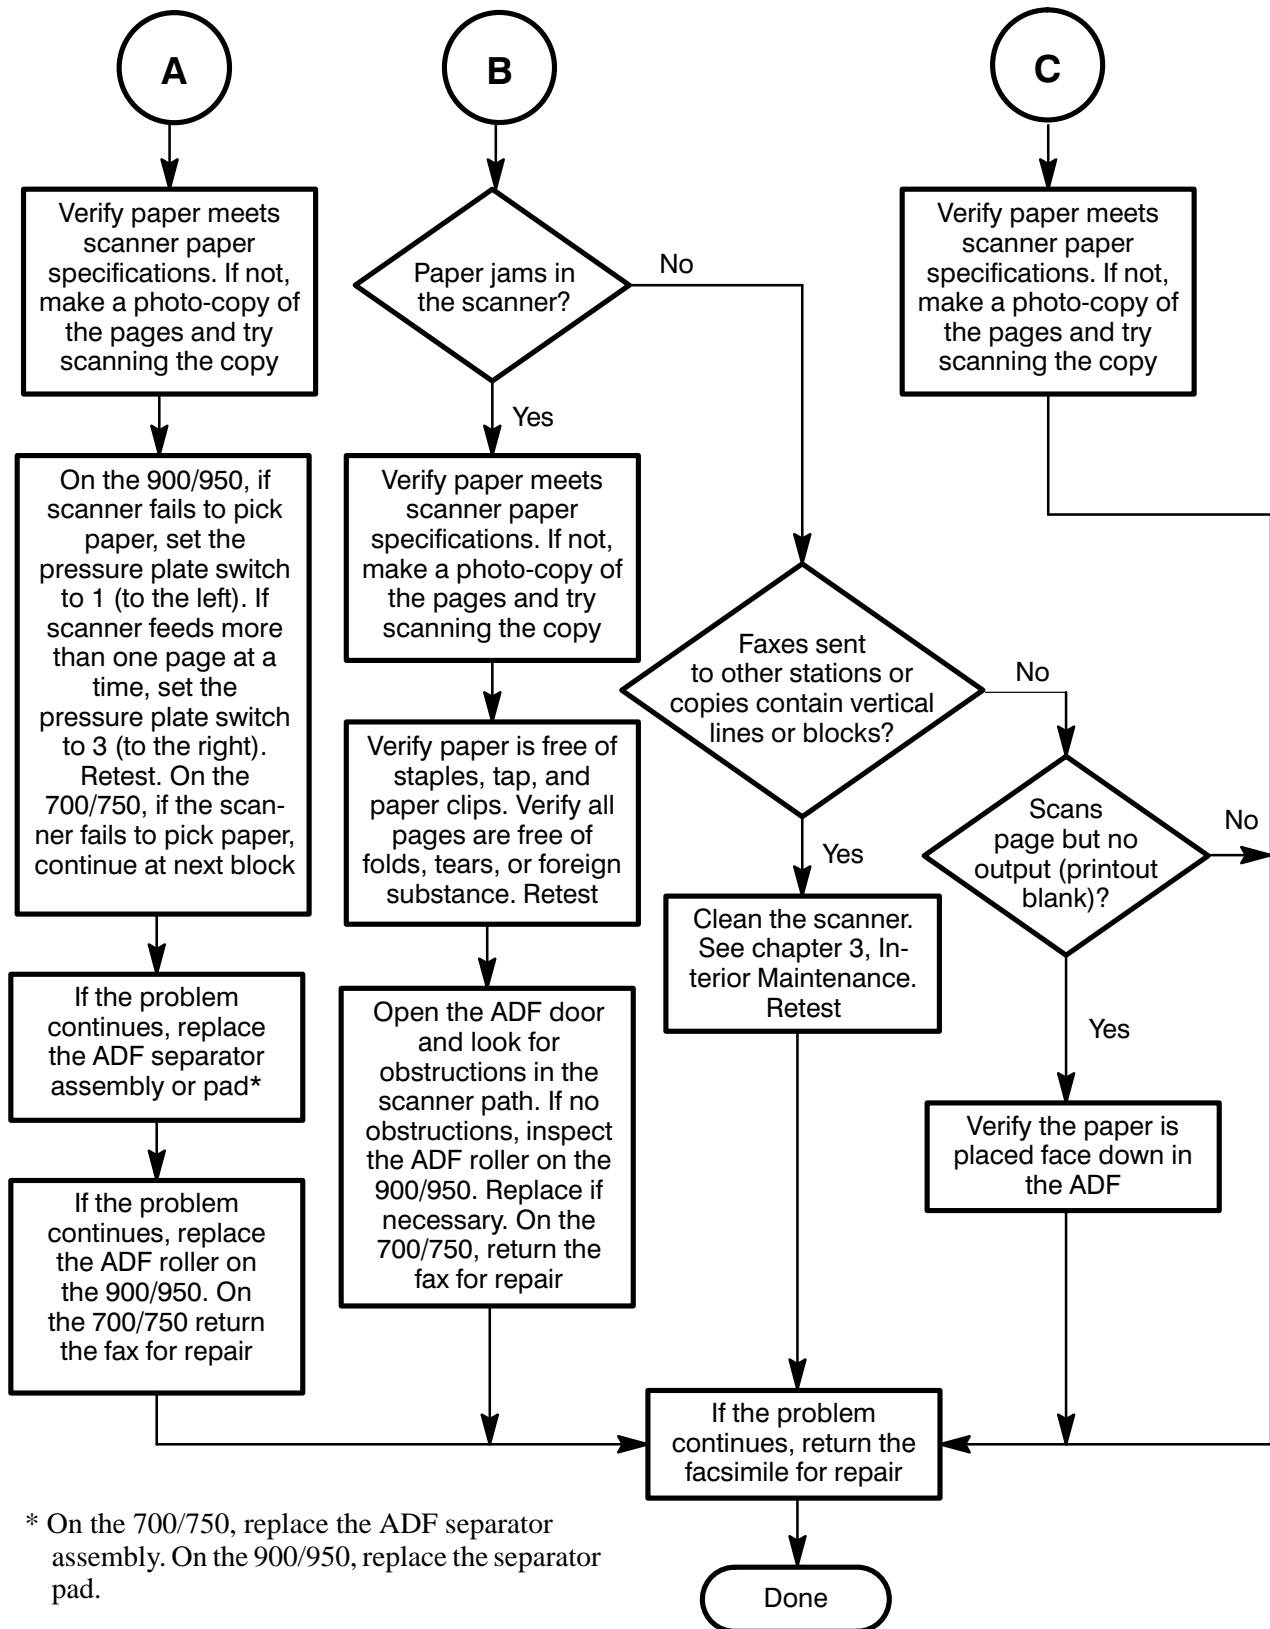 A
B
C
Verify paper meets
scanner paper
specifications. If not,
make a photo-copy of
the pages and try
scanning the copy
On the 900/950, if
scanner fails to pick
paper, set the
pressure plate switch
to 1 (to the left). If
scanner feeds more
than one page at a
time, set the
pressure plate switch
to 3 (to the right).
Retest. On the
700/750, if the scan-
ner fails to pick paper,
continue at next block
If the problem
continues, replace
the ADF separator
assembly or pad*
If the problem
continues, replace
the ADF roller on
the 900/950. On
the 700/750 return
the fax for repair
Paper jams in
the scanner?
No
Yes
Verify paper meets
scanner paper
specifications. If not,
make a photo-copy of
the pages and try
scanning the copy
Verify paper is free of
staples, tap, and
paper clips. Verify all
pages are free of
folds, tears, or foreign
substance. Retest
Open the ADF door
and look for
obstructions in the
scanner path. If no
obstructions, inspect
the ADF roller on the
900/950. Replace if
necessary. On the
700/750, return the
fax for repair
Faxes sent
to other stations or
copies contain vertical
lines or blocks?
No
Yes
Clean the scanner.
See chapter 3, In-
terior Maintenance.
Retest
Verify paper meets
scanner paper
specifications. If not,
make a photo-copy of
the pages and try
scanning the copy
Scans
page but no
output (printout
blank)?
No
Yes
Verify the paper is
placed face down in
the ADF
If the problem
continues, return the
facsimile for repair
Done
* On the 700/750, replace the ADF separator
assembly. On the 900/950, replace the separator
pad.